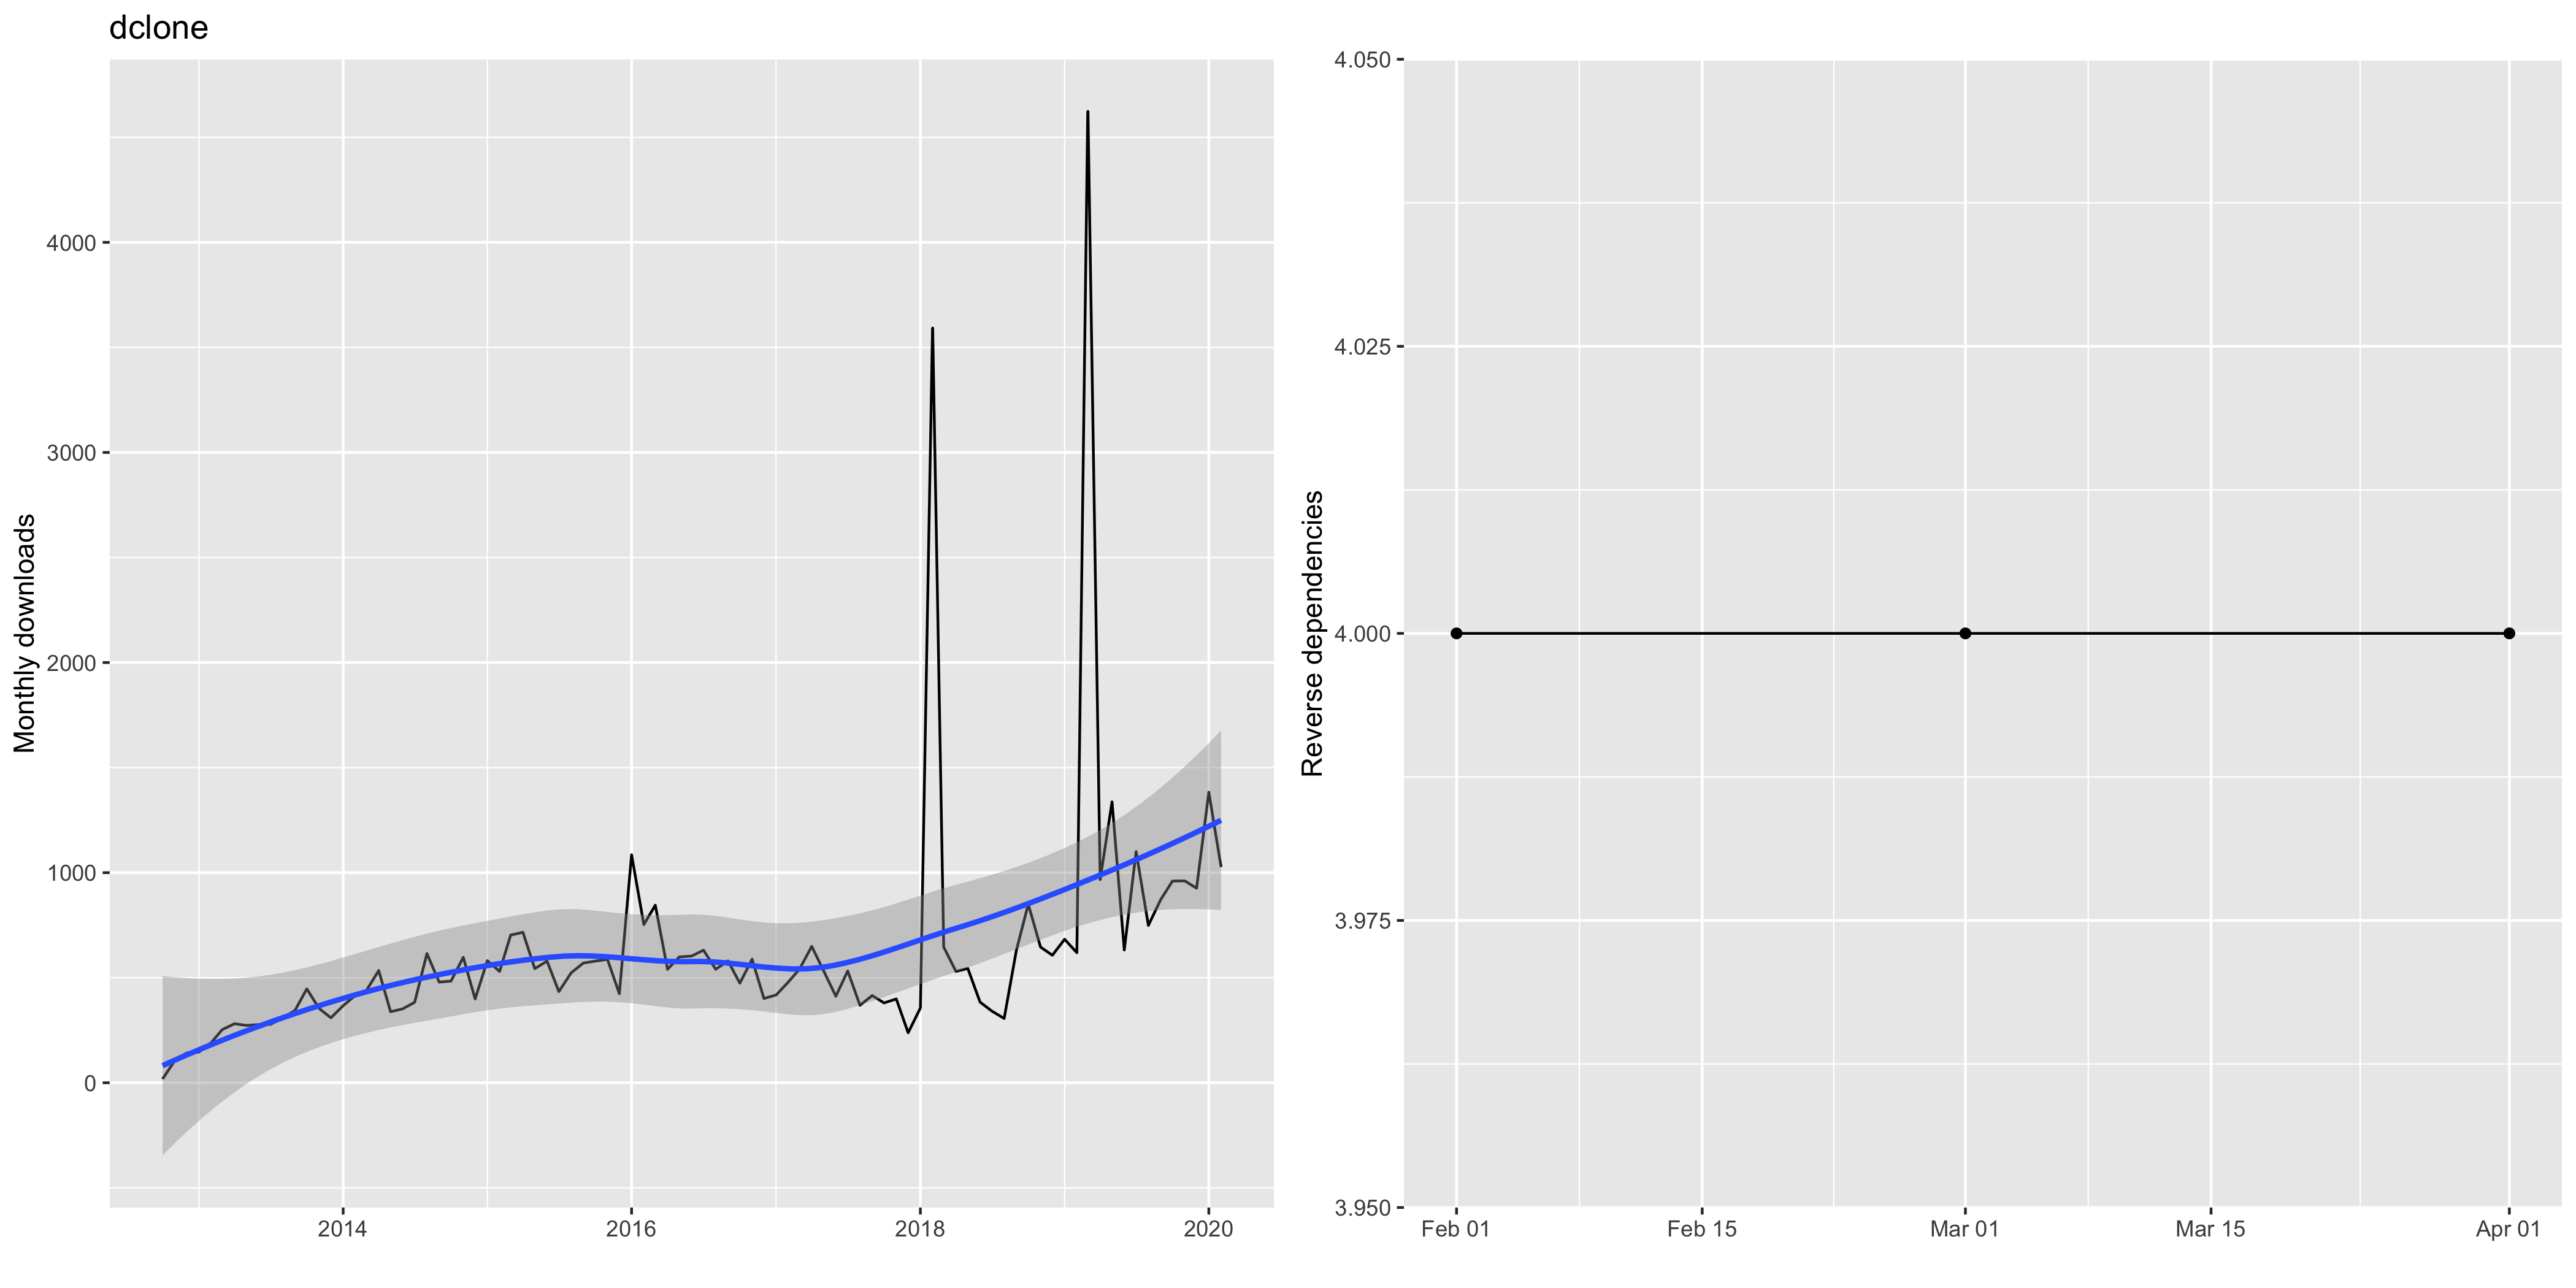 dclone
Monthly downloads
4000
3000
2000
1000
0
2014
2016
2018
2020
Reverse dependencies
4.050
4.025
4.000
3.975
3.950
Feb 01
Feb 15
Mar 01
Mar 15
Apr 01